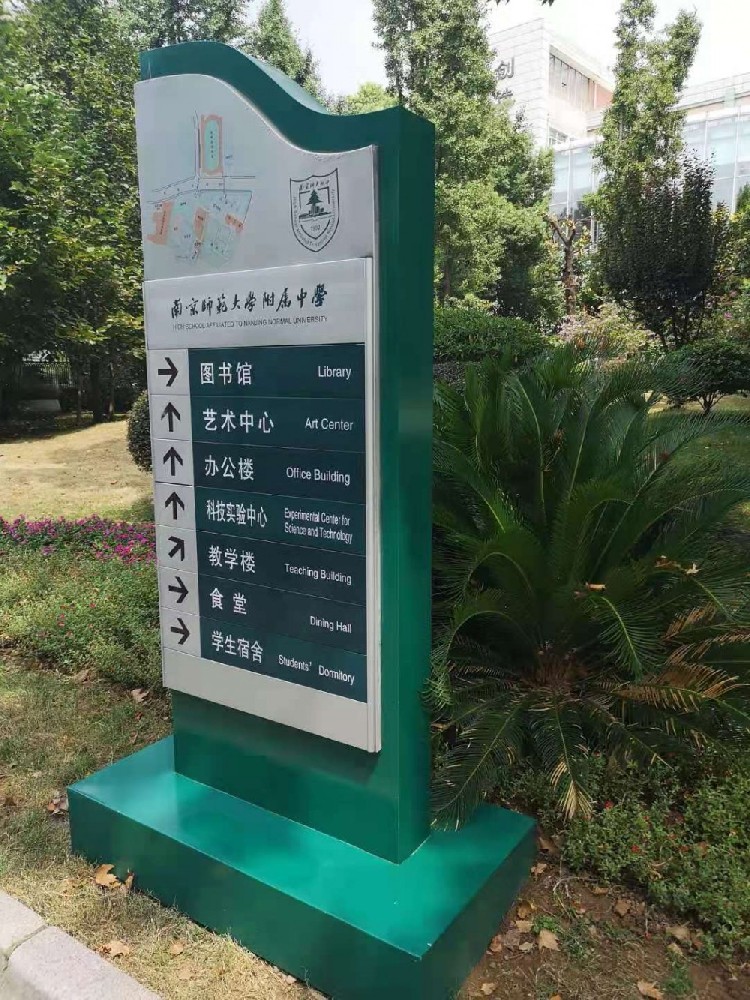 创
南京师范大学附属中学
HIGH SCHOOL AFFILIATED TO NANJING NORMAL UNIVERSITY
图书馆 Library
艺术中心 Art Center
办公楼 Office Building
科技实验中心 Experimental Center for
Science and Technology
教学楼 Teaching Building
食堂 Dining Hall
学生宿舍 Students' Dormitory